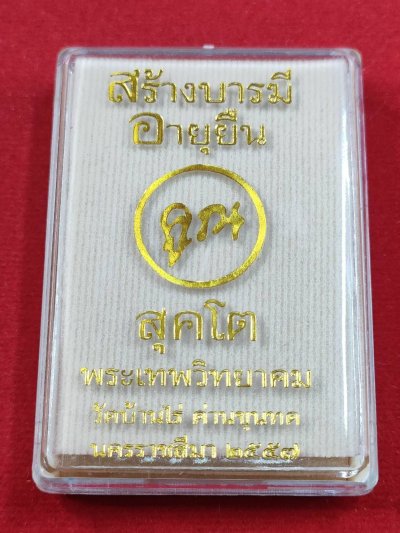 สร้างบารมี
อายุยืน
คูณ
สุคโต
พระเทพวิทยาคม
วัดบ้านไร่ ด่านขุนทด
นครราชสีมา ๒๕๕๗